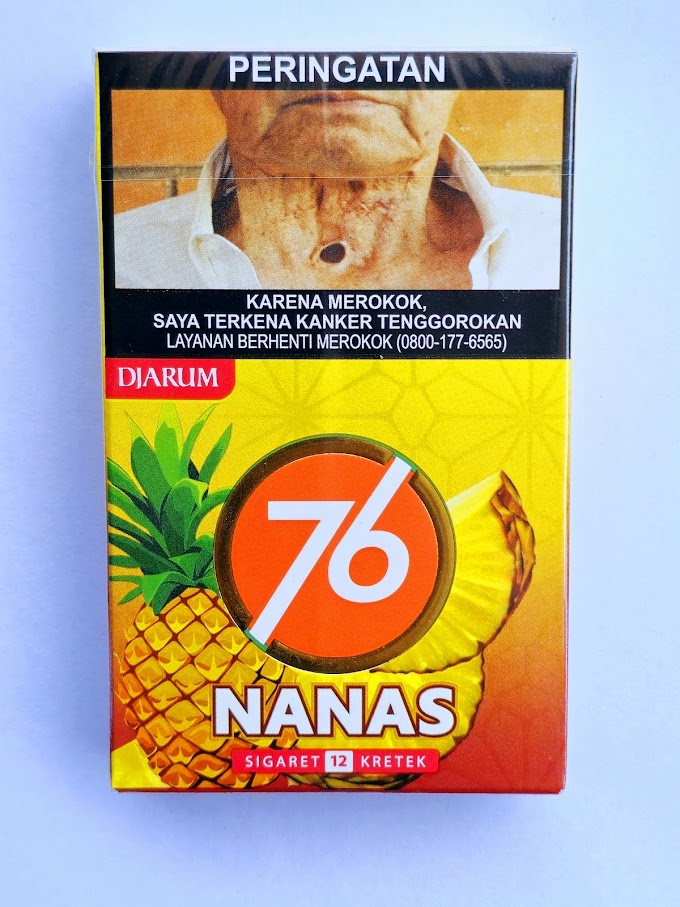 PERINGATAN
KARENA MEROKOK,
SAYA TERKENA KANKER TENGGOROKAN
LAYANAN BERHENTI MEROKOK (0800-177-6565)
DJARUM
76
NANAS
SIGARET 12 KRETEK